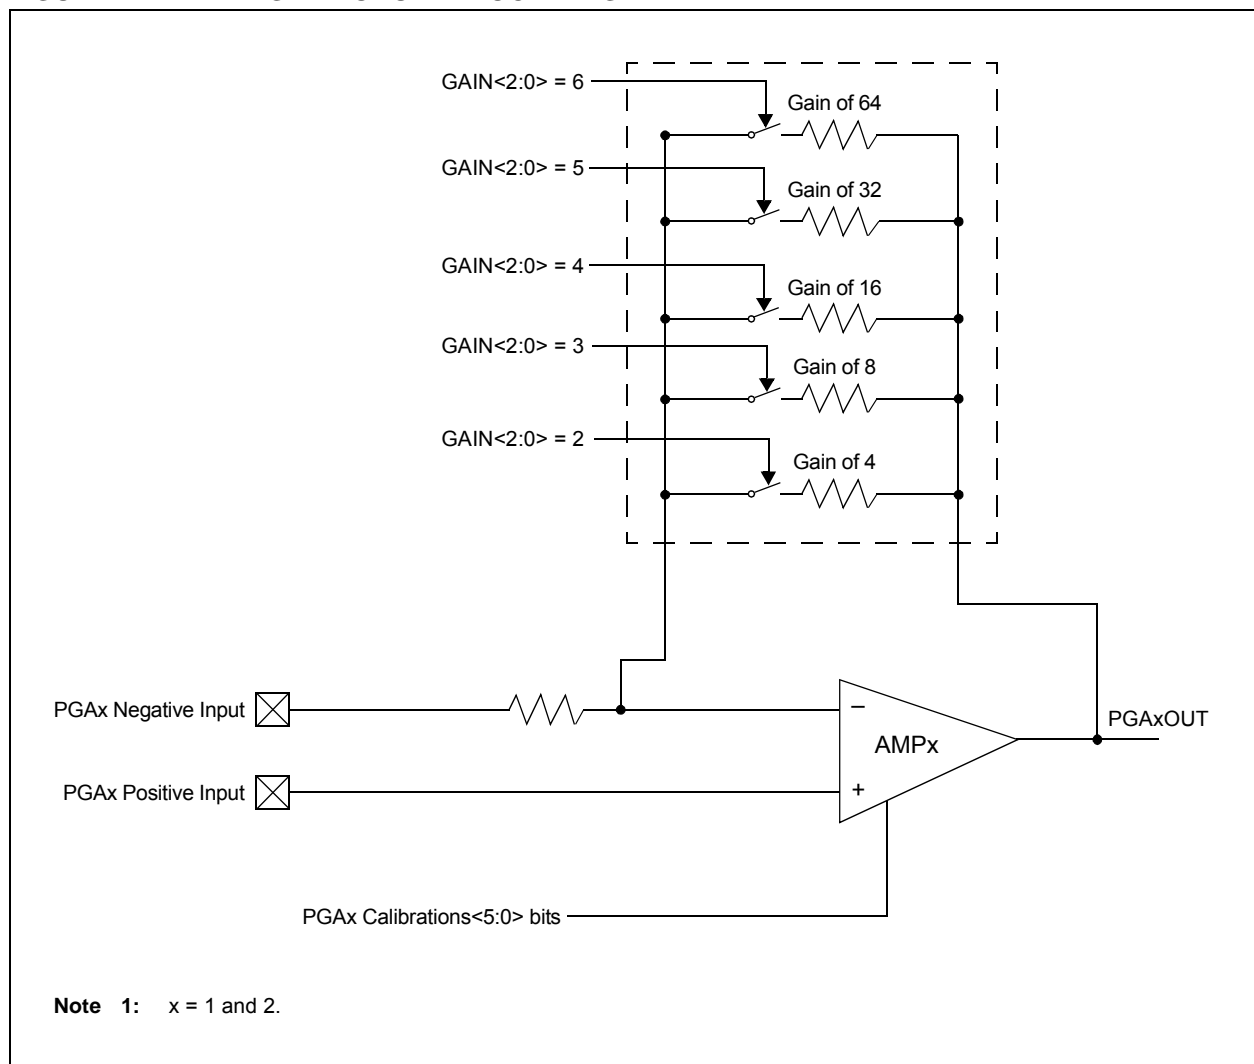 GAIN<2:0> = 6
Gain of 64
GAIN<2:0> = 5
Gain of 32
GAIN<2:0> = 4
Gain of 16
GAIN<2:0> = 3
Gain of 8
GAIN<2:0> = 2
Gain of 4
PGAx Negative Input
–
PGAxOUT
AMPx
PGAx Positive Input
+
PGAx Calibrations<5:0> bits
Note 1: x = 1 and 2.